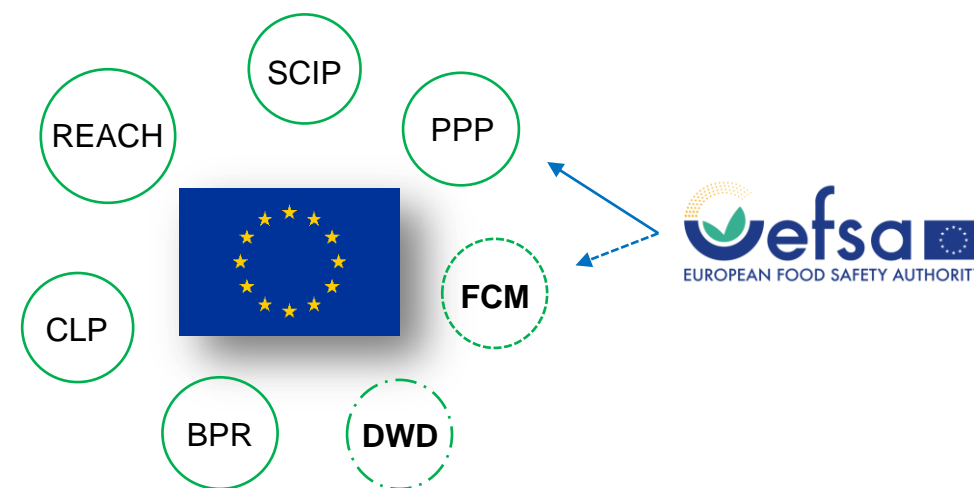 SCIP
REACH
PPP
efsa
EUROPEAN FOOD SAFETY AUTHORITY
FCM
CLP
BPR
DWD